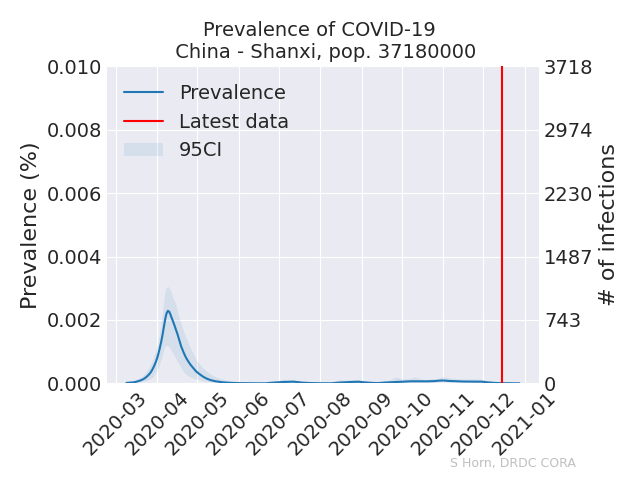 Prevalence of COVID-19
China - Shanxi, pop. 37180000
Prevalence
Latest data
95CI
Prevalence (%)
0.010
0.008
0.006
0.004
0.002
0.000
3718
2974
2230
1487
743
0
# of infections
2020-03
2020-04
2020-05
2020-06
2020-07
2020-08
2020-09
2020-10
2020-11
2020-12
2021-01
S Horn, DRDC CORA